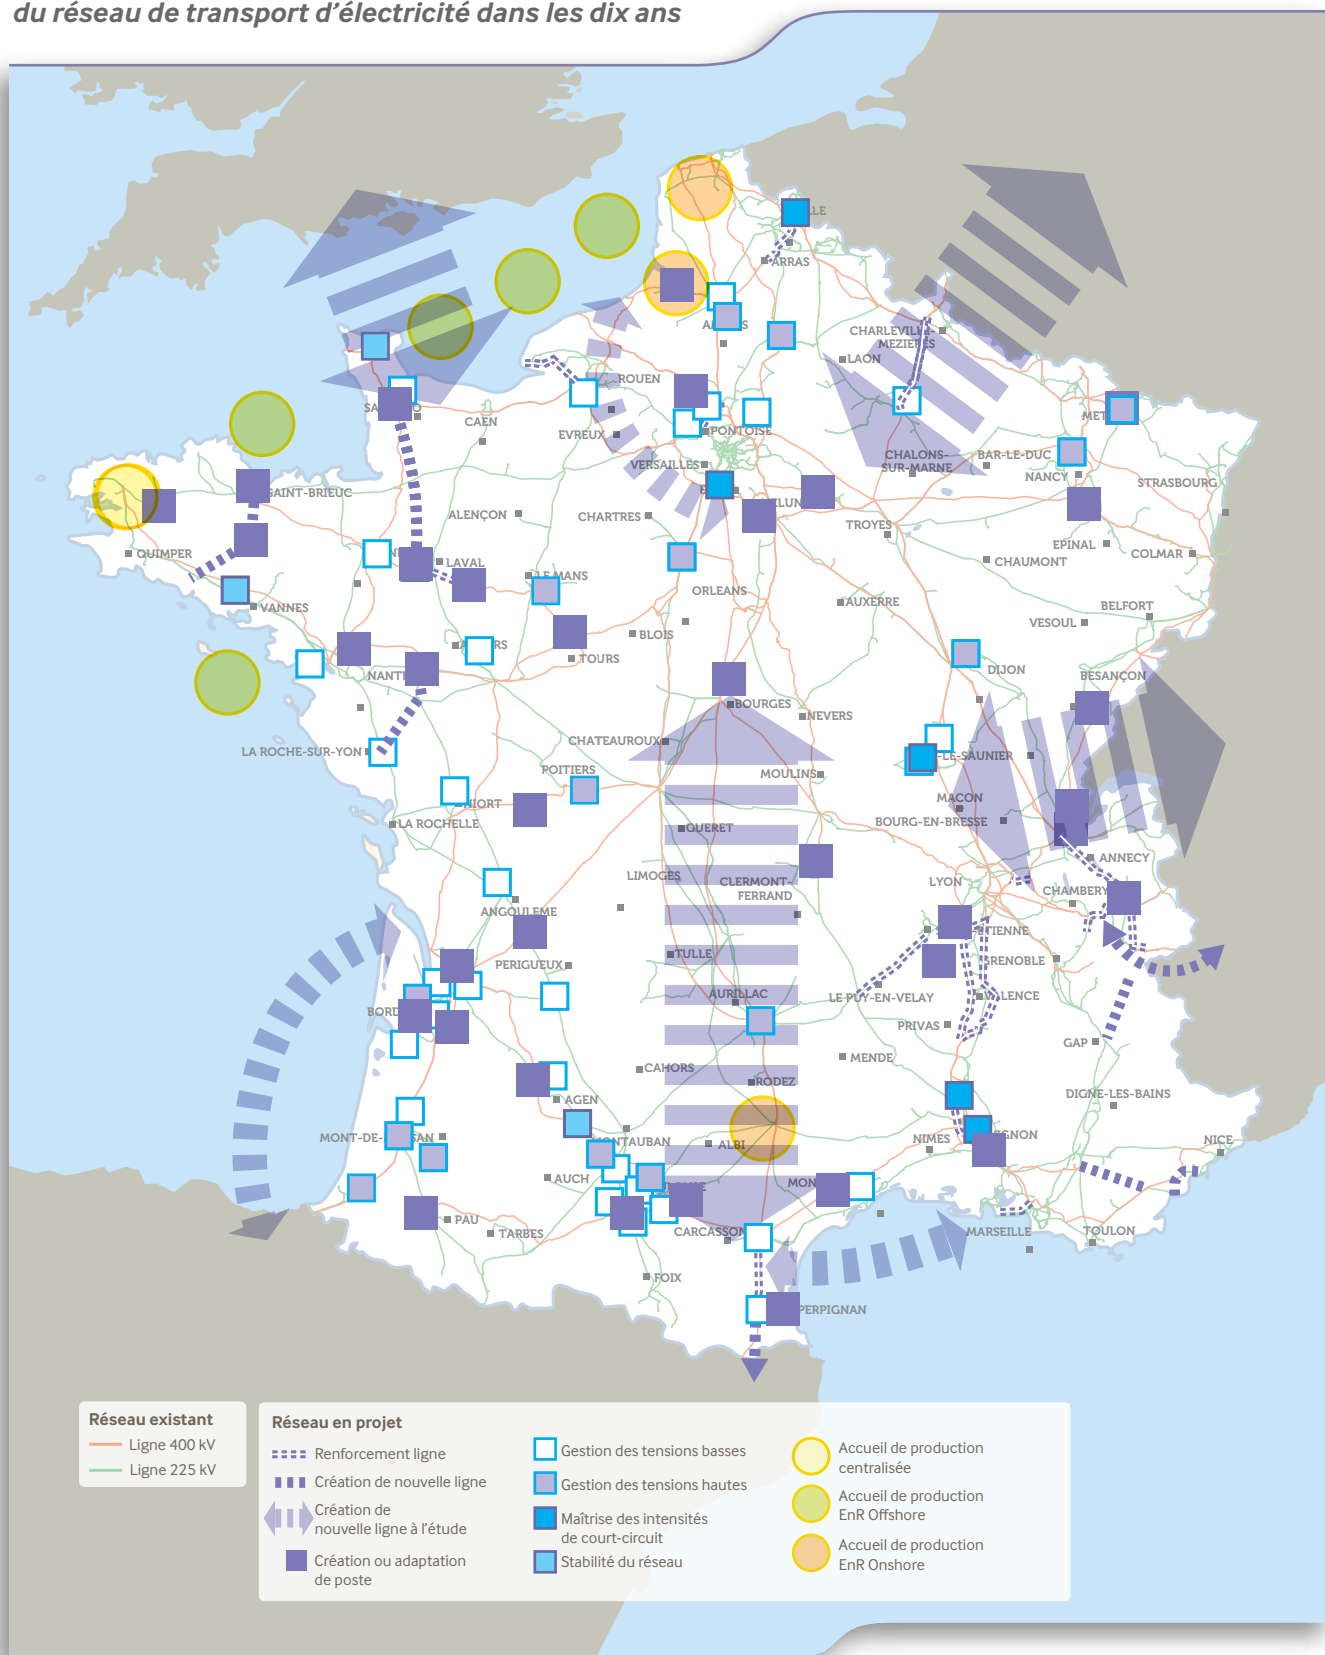 du réseau de transport d’électricité dans les dix ans
ARRAS
CHARLEVILLE-
MEZIERES
LAON
ROUEN
CAEN
EVREUX
PONTOISE
VERSAILLES
CHALONS-
SUR-MARNE
BAR-LE-DUC
NANCY
STRASBOURG
SAINT-BRIEUC
ALENÇON
CHARTRES
TROYES
EPINAL
COLMAR
CHAUMONT
QUIMPER
LAVAL
LE MANS
ORLEANS
AUXERRE
BELFORT
VESOUL
VANNES
BLOIS
TOURS
DIJON
BESANÇON
BOURGES
NEVERS
LA ROCHE-SUR-YON
CHATEAUROUX
POITIERS
MOULINS
-LE-SAUNIER
MACON
BOURG-EN-BRESSE
NIORT
LA ROCHELLE
GUERET
ANNECY
LIMOGES
CLERMONT-
FERRAND
LYON
CHAMBERY
ANGOULEME
ETIENNE
PERIGUEUX
TULLE
GRENOBLE
AURILLAC
LE PUY-EN-VELAY
VALENCE
PRIVAS
GAP
MENDE
CAHORS
RODEZ
AGEN
DIGNE-LES-BAINS
MONTAUBAN
ALBI
NIMES
NICE
AUCH
PAU
TARBES
CARCASSON
MARSEILLE
TOULON
FOIX
PERPIGNAN
Réseau existant
Ligne 400 kV
Ligne 225 kV
Réseau en projet
Renforcement ligne
Création de nouvelle ligne
Création de
nouvelle ligne à l’étude
Création ou adaptation
de poste
Gestion des tensions basses
Gestion des tensions hautes
Maîtrise des intensités
de court-circuit
Stabilité du réseau
Accueil de production
centralisée
Accueil de production
EnR Offshore
Accueil de production
EnR Onshore